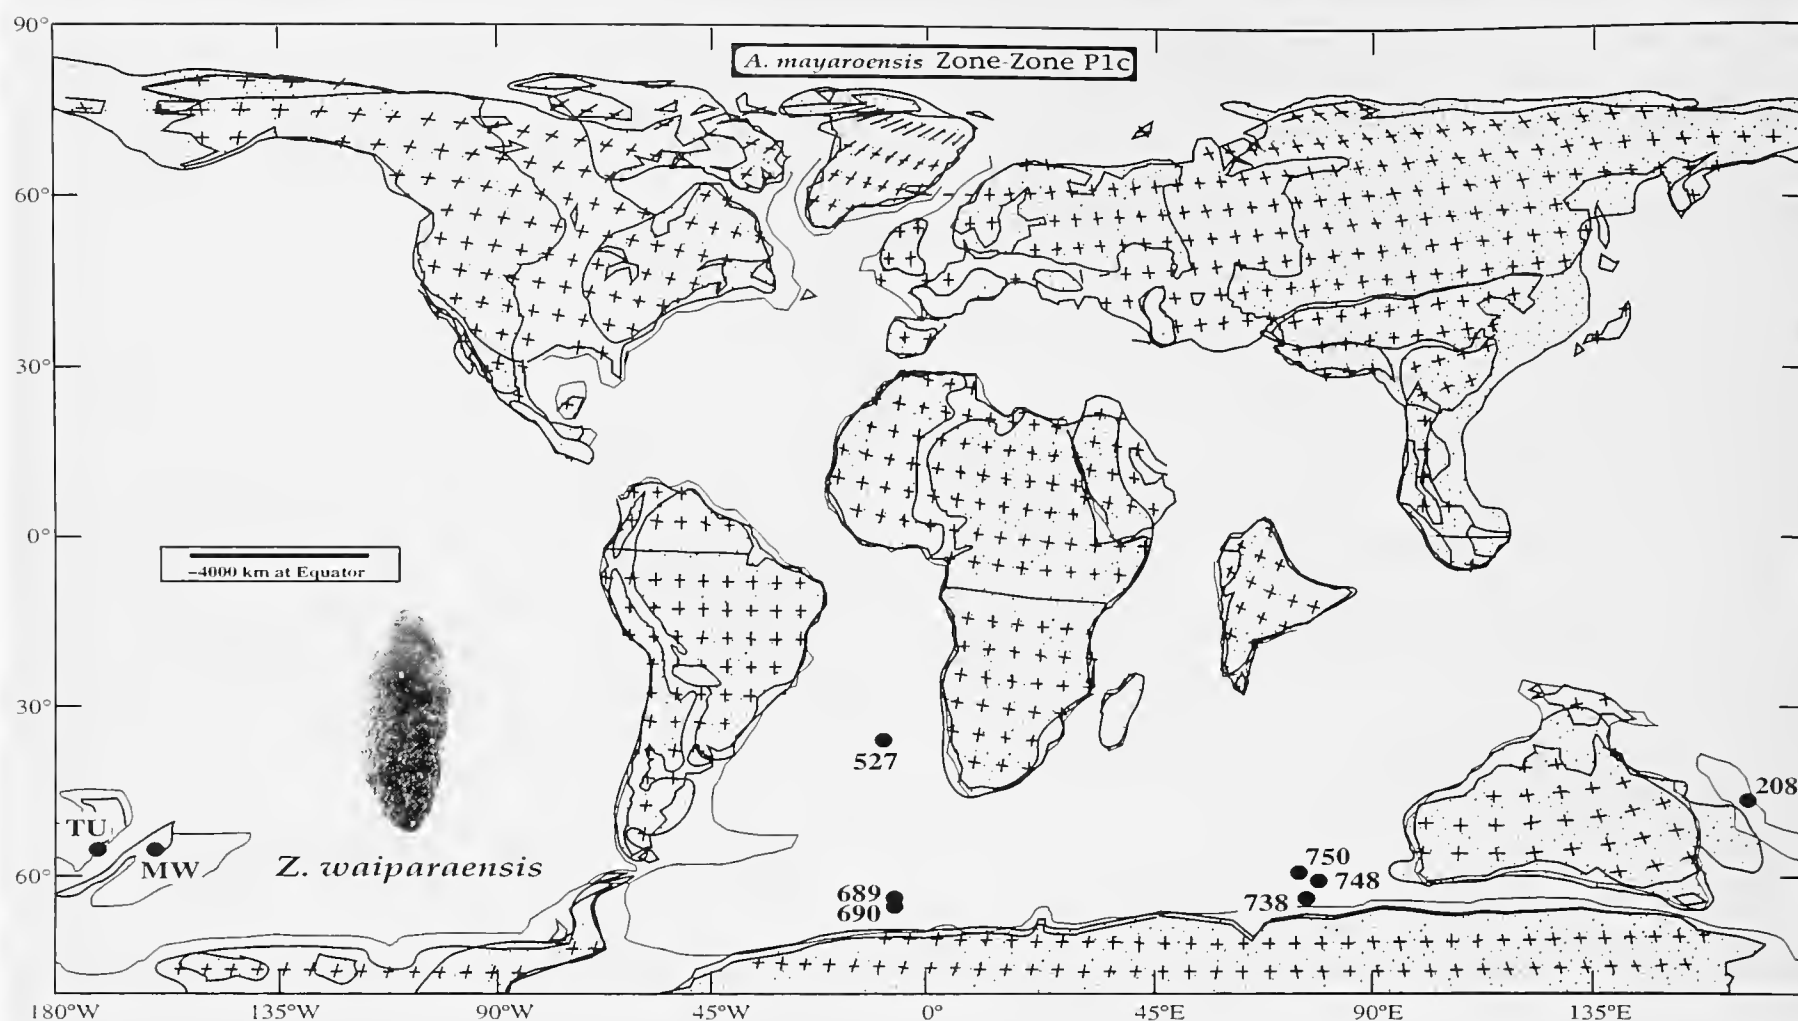 90°
A. mayaroensis Zone-Zone P1c
60°
30°
0°
~4000 km at Equator
30°
527
208
TU
MW
Z. waiparaensis
750
748
60°
689
690
738
180°W
135°W
90°W
45°W
0°
45°E
90°E
135°E